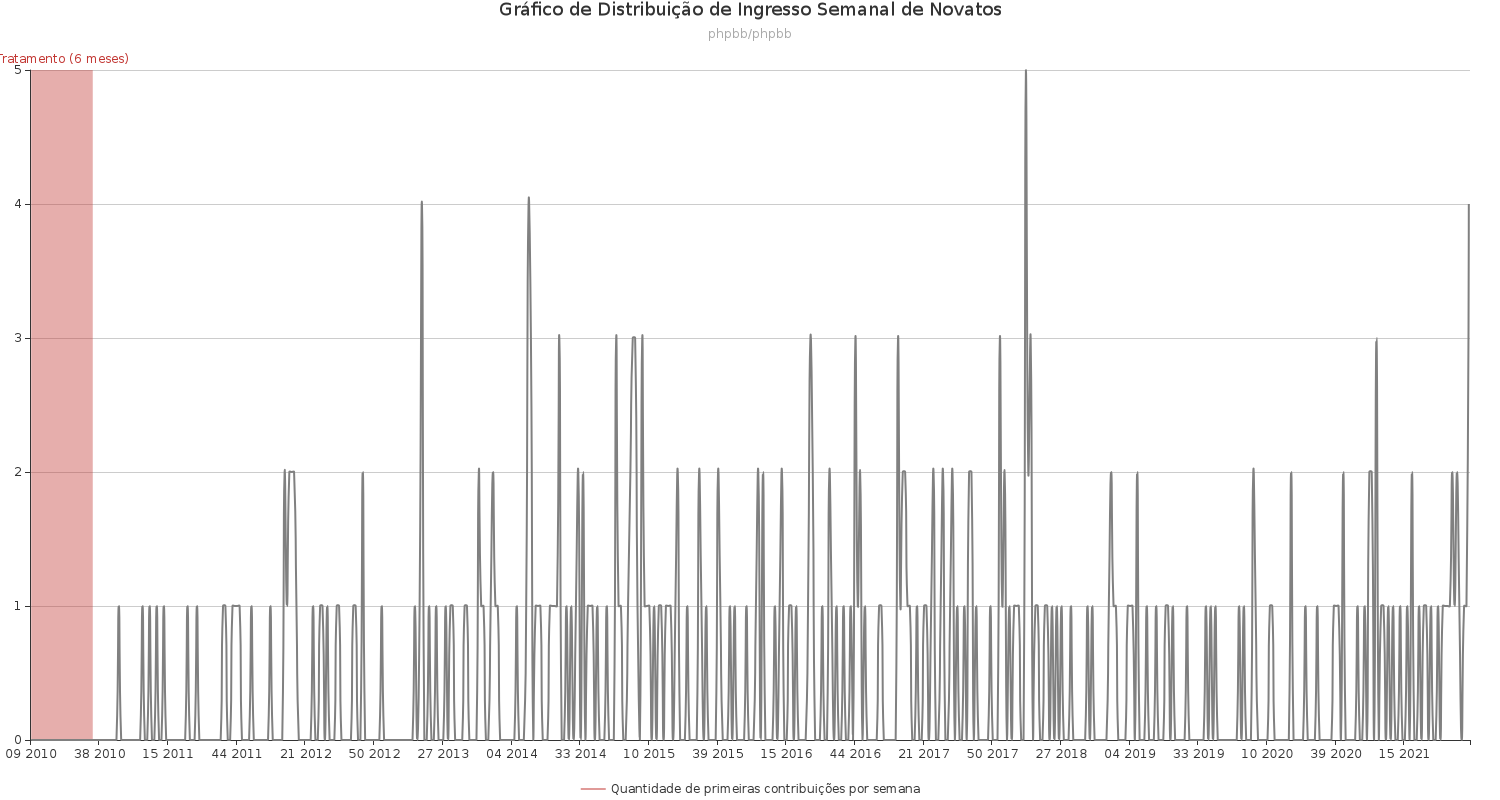 Gráfico de Distribuição de Ingresso Semanal de Novatos
phpbb/phpbb
Tratamento (6 meses)
5
4
3
2
1
0
09 2010 38 2010 15 2011 44 2011 21 2012 50 2012 27 2013 04 2014 33 2014 10 2015 39 2015 15 2016 44 2016 21 2017 50 2017 27 2018 04 2019 33 2019 10 2020 39 2020 15 2021
Quantidade de primeiras contribuições por semana